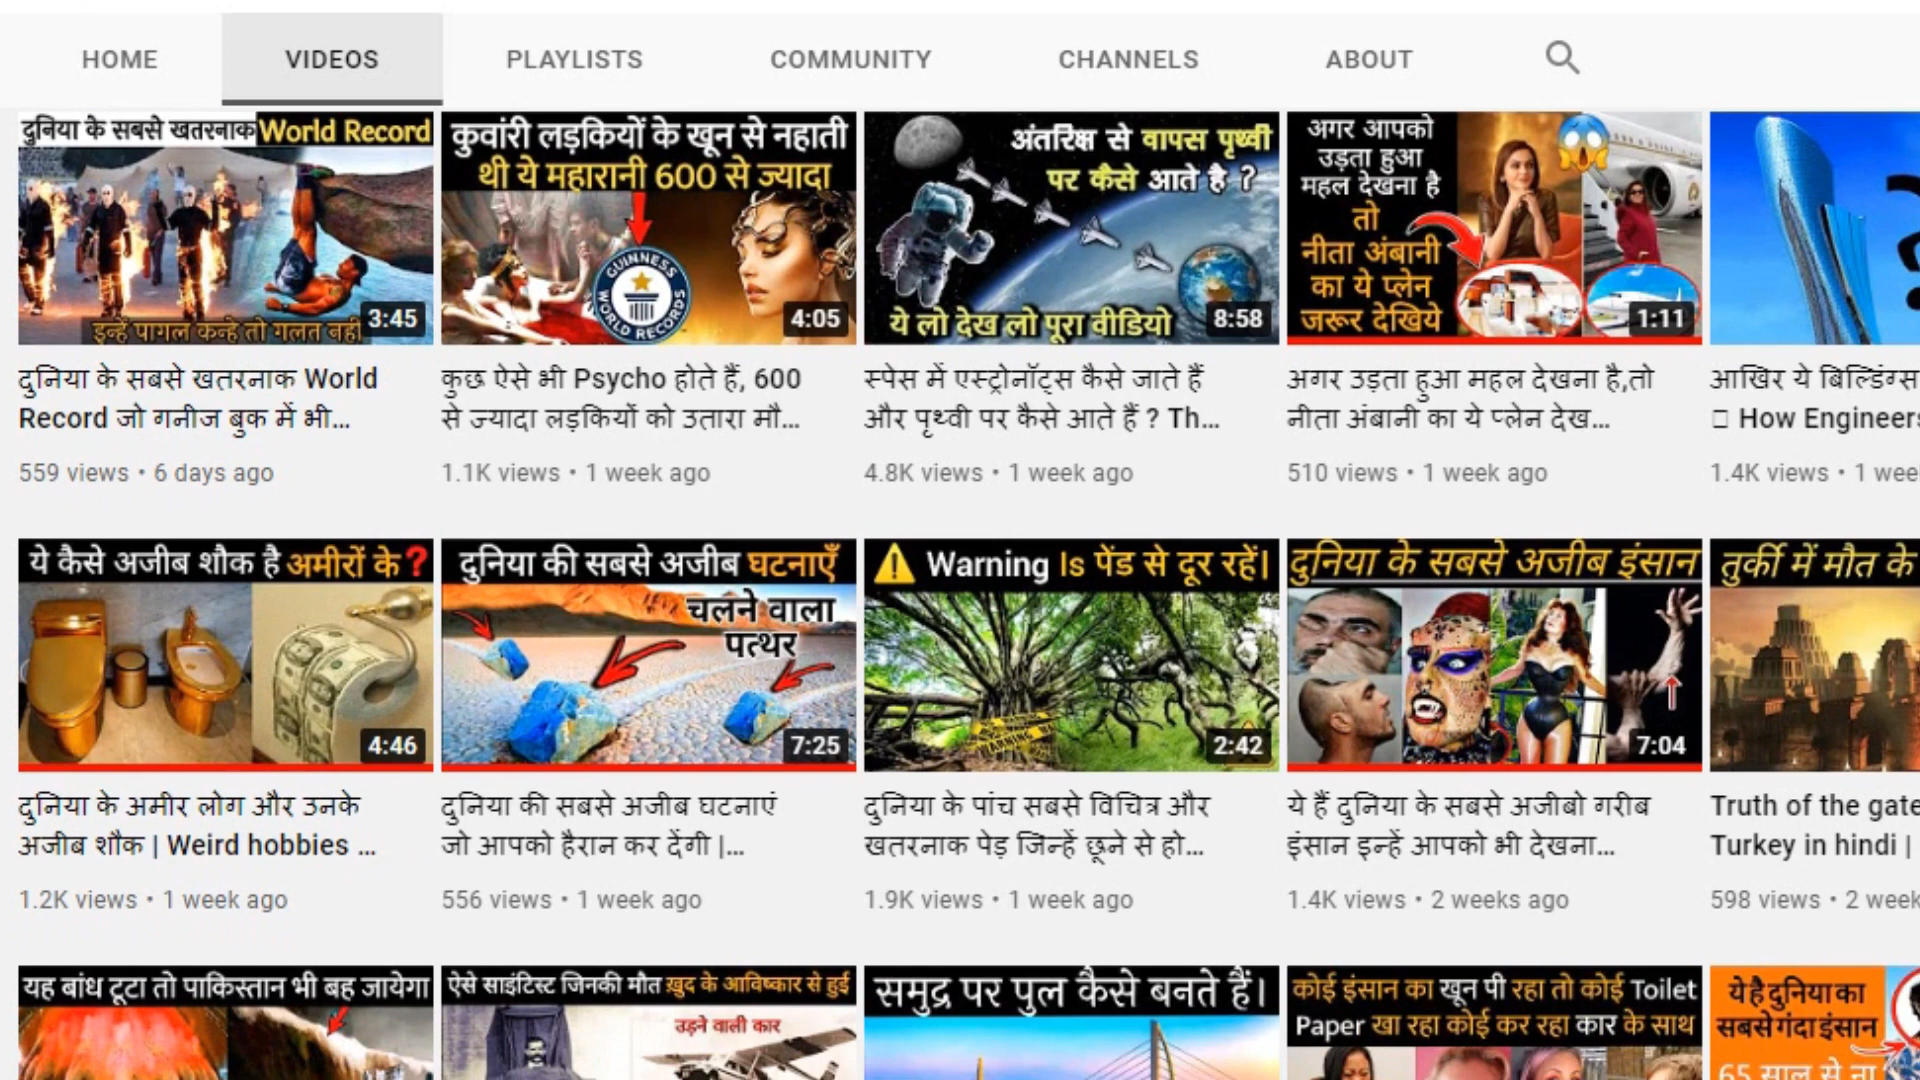 HOME VIDEOS PLAYLISTS COMMUNITY CHANNELS ABOUT
दुनिया के सबसे खतरनाक World Record
इन्हें पागल कन्हे तो गलत नही
3:45
कुवांरी लड़कियों के खून से नहाती
थी ये महारानी 600 से ज्यादा
GUINNESS
WORLD RECORDS
4:05
अंतरिक्ष से वापस पृथ्वी
पर कैसे आते है ?
ये लो देख लो पूरा वीडियो
8:58
अगर आपको
उड़ता हुआ
महल देखना है
तो
नीता अंबानी
का ये प्लेन
जरूर देखिये
1:11
दुनिया के सबसे खतरनाक World
Record जो गनीज बुक में भी...
559 views • 6 days ago
कुछ ऐसे भी Psycho होते हैं, 600
से ज्यादा लड़कियों को उतारा मौ...
1.1K views • 1 week ago
स्पेस में एस्ट्रोनॉट्स कैसे जाते हैं
और पृथ्वी पर कैसे आते हैं ? Th...
4.8K views • 1 week ago
अगर उड़ता हुआ महल देखना है,तो
नीता अंबानी का ये प्लेन देख...
510 views • 1 week ago
आखिर ये बिल्डिंग्स
How Engineers
1.4K views • 1 wee
ये कैसे अजीब शौक है अमीरों के ?
4:46
दुनिया की सबसे अजीब घटनाएँ
चलने वाला
पत्थर
7:25
Warning Is पेंड से दूर रहें।
2:42
दुनिया के सबसे अजीब इंसान
7:04
तुर्की में मौत के
दुनिया के अमीर लोग और उनके
अजीब शौक | Weird hobbies ...
1.2K views • 1 week ago
दुनिया की सबसे अजीब घटनाएं
जो आपको हैरान कर देंगी |...
556 views • 1 week ago
दुनिया के पांच सबसे विचित्र और
खतरनाक पेड़ जिन्हें छूने से हो...
1.9K views • 1 week ago
ये हैं दुनिया के सबसे अजीबो गरीब
इंसान इन्हें आपको भी देखना...
1.4K views • 2 weeks ago
Truth of the gate
Turkey in hindi |
598 views • 2 week
यह बांध टूटा तो पाकिस्तान भी बह जायेगा
ऐसे साइंटिस्ट जिनकी मौत ख़ुद के आविष्कार से हुई
उड़ने वाली कार
समुद्र पर पुल कैसे बनते हैं।
कोई इंसान का खून पी रहा तो कोई Toilet
Paper खा रहा कोई कर रहा कार के साथ
ये है दुनिया का
सबसे गंदा इंसान
65 साल से ना